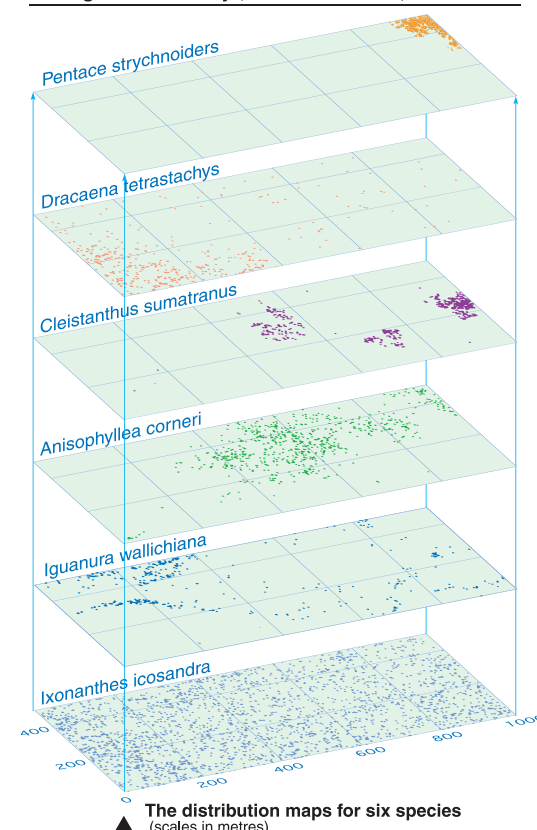 Pentace strychnoiders
Dracaena tetrastachys
Cleistanthus sumatranus
Anisophyllea corneri
Iguanura wallichiana
Ixonanthes icosandra
400
200
0
200
400
600
800
The distribution maps for six species
(scales in metres)